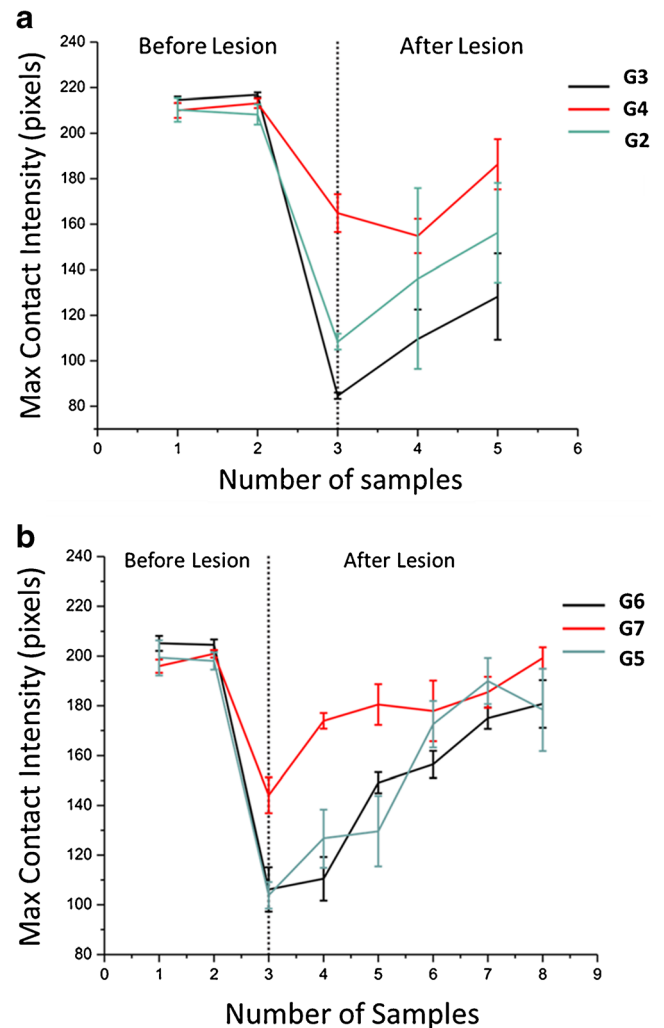 a
Before Lesion
After Lesion
Max Contact Intensity (pixels)
240
220
200
180
160
140
120
100
80
0 1 2 3 4 5 6
Number of samples
G3
G4
G2
b
Before Lesion
After Lesion
Max Contact Intensity (pixels)
240
220
200
180
160
140
120
100
80
0 1 2 3 4 5 6 7 8 9
Number of Samples
G6
G7
G5